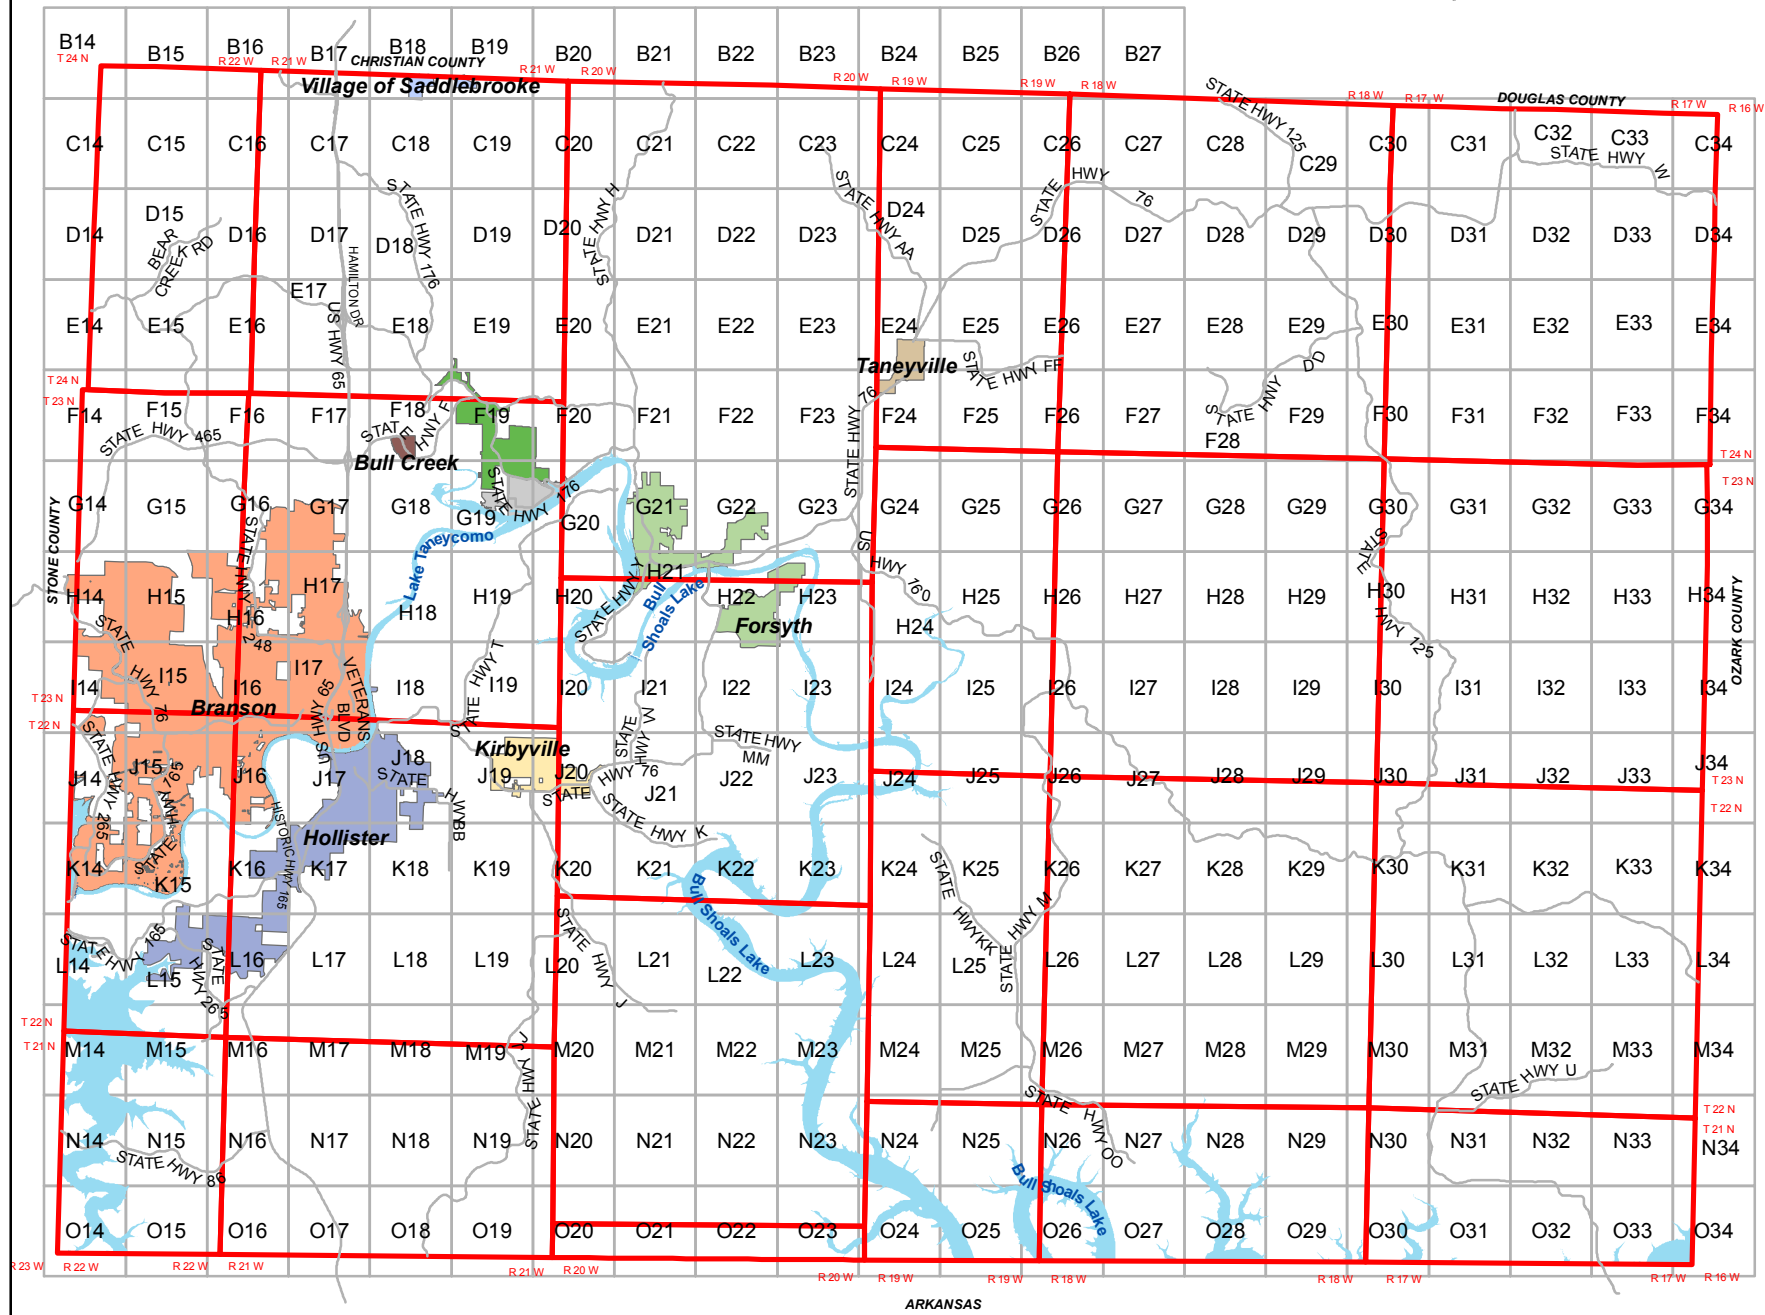 B14 B15 B16 B17 B18 B19 B20 B21 B22 B23 B24 B25 B26 B27
T 24 N R 22 W R 21 W CHRISTIAN COUNTY R 21 W R 20 W R 20 W R 19 W R 19 W R 18 W R 18 W R 17 W DOUGLAS COUNTY R 17 W R 16 W
Village of Saddlebrooke
STATE HWY 125
C14 C15 C16 C17 C18 C19 C20 C21 C22 C23 C24 C25 C26 C27 C28 C29 C30 C31 C32 C33 C34
STATE HWY W
STATE HWY 76
STATE HWY 176
STATE HWY H
STATE HWY AA
D14 D15 D16 D17 D18 D19 D20 D21 D22 D23 D24 D25 D26 D27 D28 D29 D30 D31 D32 D33 D34
BEAR CREEK RD
HAMILTON DR
US HWY 65
E14 E15 E16 E17 E18 E19 E20 E21 E22 E23 E24 E25 E26 E27 E28 E29 E30 E31 E32 E33 E34
Taneyville
STATE HWY FF
STATE HWY DD
T 24 N
T 23 N
F14 F15 F16 F17 F18 F19 F20 F21 F22 F23 F24 F25 F26 F27 F28 F29 F30 F31 F32 F33 F34
STATE HWY 465
STATE HWY F
STATE HWY 76
Bull Creek
T 24 N
T 23 N
STATE HWY 176
G14 G15 G16 G17 G18 G19 G20 G21 G22 G23 G24 G25 G26 G27 G28 G29 G30 G31 G32 G33 G34
STONE COUNTY
STATE HWY 248
Lake Taneycomo
STATE HWY Y
Bull Shoals Lake
US HWY 160
STATE HWY 125
OZARK COUNTY
H14 H15 H16 H17 H18 H19 H20 H21 H22 H23 H24 H25 H26 H27 H28 H29 H30 H31 H32 H33 H34
Forsyth
STATE HWY 76
VETERANS BLVD
US HWY 65
STATE HWY T
I14 I15 I16 I17 I18 I19 I20 I21 I22 I23 I24 I25 I26 I27 I28 I29 I30 I31 I32 I33 I34
T 23 N
T 22 N
Branson
Kirbyville
STATE HWY
STATE HWY MM
J14 J15 J16 J17 J18 J19 J20 J21 J22 J23 J24 J25 J26 J27 J28 J29 J30 J31 J32 J33 J34
T 23 N
T 22 N
STATE HWY 265
STATE HWY 165
STATE HWY BB
STATE HWY 76
STATE HWY K
HISTORIC HWY 165
Hollister
K14 K15 K16 K17 K18 K19 K20 K21 K22 K23 K24 K25 K26 K27 K28 K29 K30 K31 K32 K33 K34
Bull Shoals Lake
STATE HWY KK
STATE HWY M
STATE HWY 165
STATE HWY 265
STATE HWY J
L14 L15 L16 L17 L18 L19 L20 L21 L22 L23 L24 L25 L26 L27 L28 L29 L30 L31 L32 L33 L34
T 22 N
T 21 N
M14 M15 M16 M17 M18 M19 M20 M21 M22 M23 M24 M25 M26 M27 M28 M29 M30 M31 M32 M33 M34
STATE HWY JJ
STATE HWY U
STATE HWY OO
T 22 N
T 21 N
N14 N15 N16 N17 N18 N19 N20 N21 N22 N23 N24 N25 N26 N27 N28 N29 N30 N31 N32 N33 N34
STATE HWY 86
Bull Shoals Lake
O14 O15 O16 O17 O18 O19 O20 O21 O22 O23 O24 O25 O26 O27 O28 O29 O30 O31 O32 O33 O34
R 23 W R 22 W R 22 W R 21 W R 21 W R 20 W R 20 W R 19 W R 19 W R 18 W R 18 W R 17 W R 17 W R 16 W
ARKANSAS